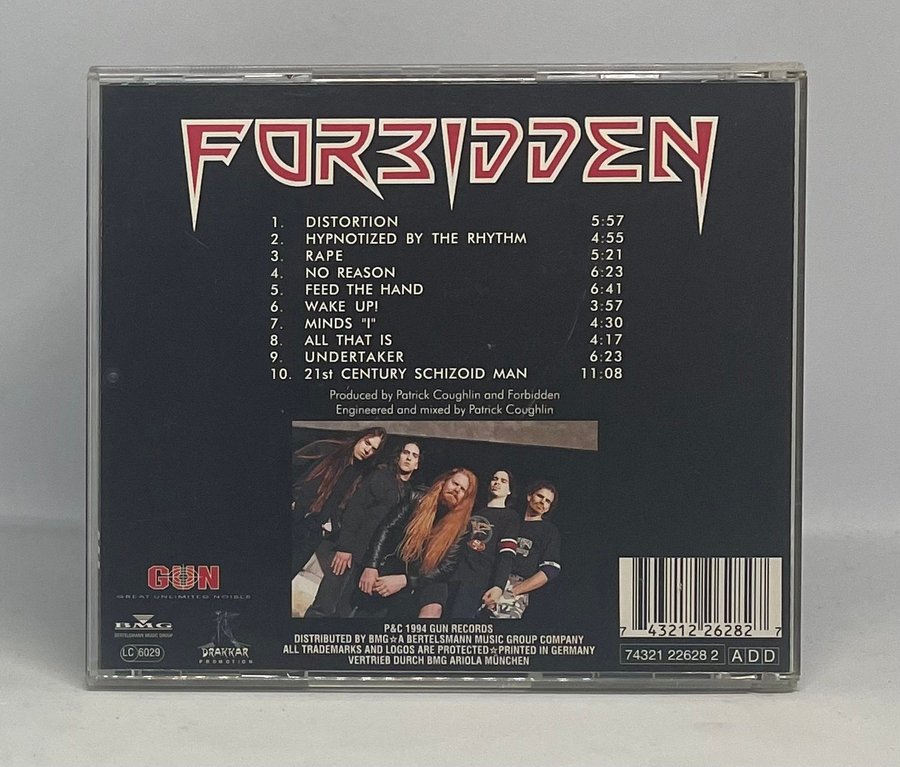 FORBIDDEN
1. DISTORTION 5:57
2. HYPNOTIZED BY THE RHYTHM 4:55
3. RAPE 5:21
4. NO REASON 6:23
5. FEED THE HAND 6:41
6. WAKE UP! 3:57
7. MINDS "I" 4:30
8. ALL THAT IS 4:17
9. UNDERTAKER 6:23
10. 21st CENTURY SCHIZOID MAN 11:08
Produced by Patrick Coughlin and Forbidden
Engineered and mixed by Patrick Coughlin
GUN
GREAT UNLIMITED NOISES
BMG
BERTELSMANN MUSIC GROUP
LC 6029
DRAKKAR
PROMOTION
P&C 1994 GUN RECORDS
DISTRIBUTED BY BMG☆A BERTELSMANN MUSIC GROUP COMPANY
ALL TRADEMARKS AND LOGOS ARE PROTECTED☆PRINTED IN GERMANY
VERTRIEB DURCH BMG ARIOLA MÜNCHEN
7 43212 26282 7
74321 22628 2 ADD